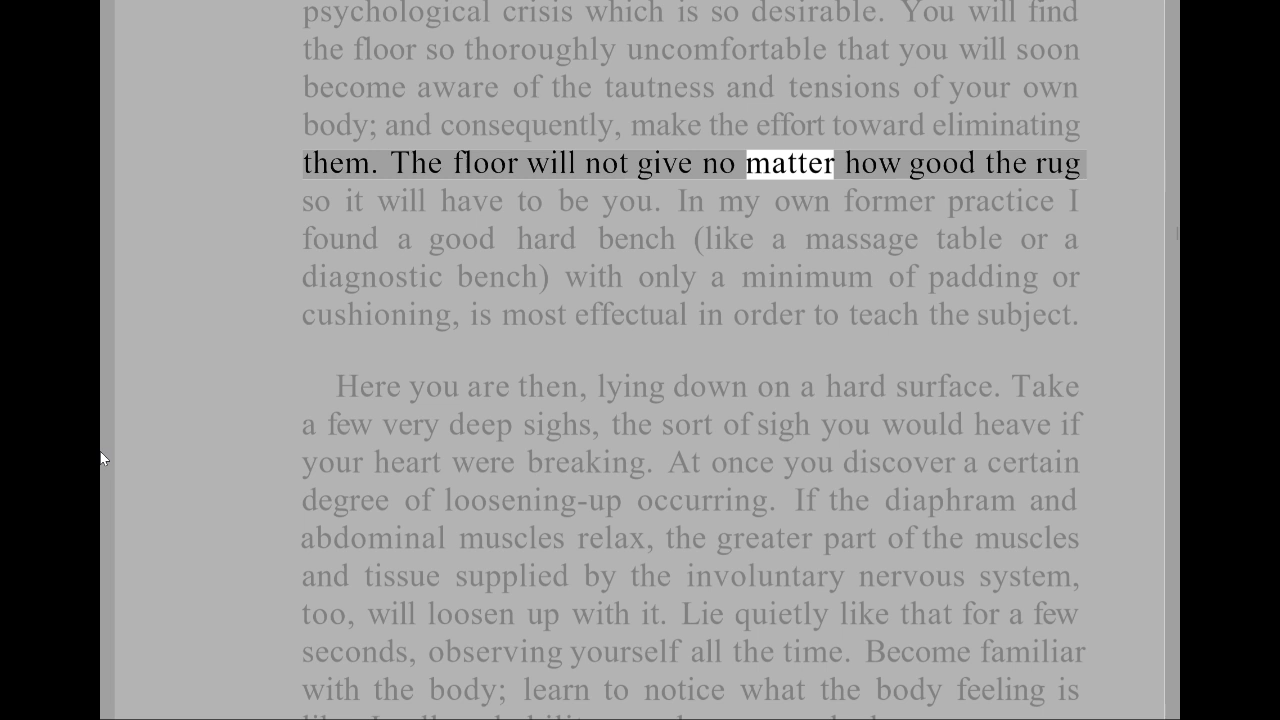 psychological crisis which is so desirable. You will find
the floor so thoroughly uncomfortable that you will soon
become aware of the tautness and tensions of your own
body; and consequently, make the effort toward eliminating
them. The floor will not give no matter how good the rug
so it will have to be you. In my own former practice I
found a good hard bench (like a massage table or a
diagnostic bench) with only a minimum of padding or
cushioning, is most effectual in order to teach the subject.
Here you are then, lying down on a hard surface. Take
a few very deep sighs, the sort of sigh you would heave if
your heart were breaking. At once you discover a certain
degree of loosening-up occurring. If the diaphram and
abdominal muscles relax, the greater part of the muscles
and tissue supplied by the involuntary nervous system,
too, will loosen up with it. Lie quietly like that for a few
seconds, observing yourself all the time. Become familiar
with the body; learn to notice what the body feeling is